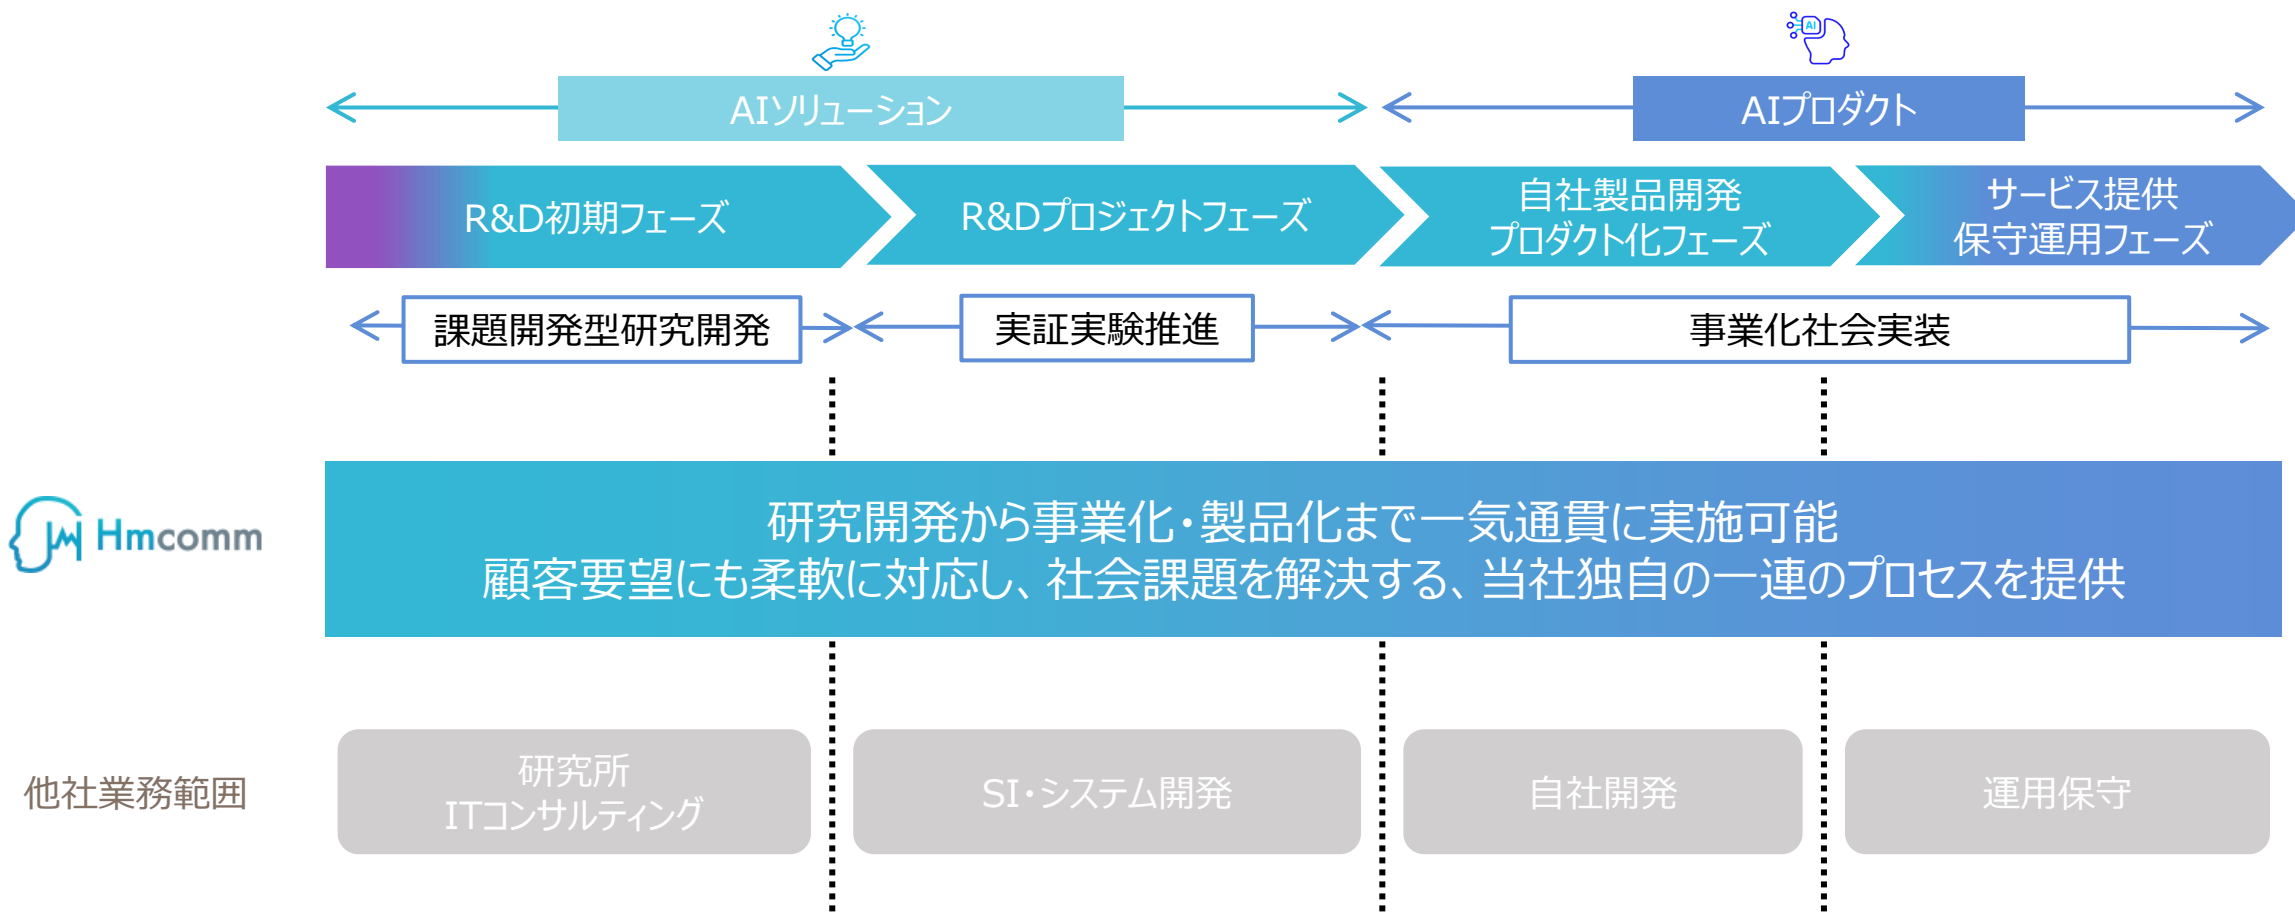 AI
AIソリューション
AIプロダクト
R&D初期フェーズ
R&Dプロジェクトフェーズ
自社製品開発
プロダクト化フェーズ
サービス提供
保守運用フェーズ
課題開発型研究開発
実証実験推進
事業化社会実装
Hmcomm
研究開発から事業化・製品化まで一気通貫に実施可能
顧客要望にも柔軟に対応し、社会課題を解決する、当社独自の一連のプロセスを提供
他社業務範囲
研究所
ITコンサルティング
SI・システム開発
自社開発
運用保守